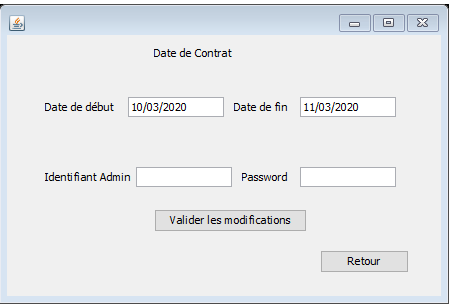 Date de Contrat
Date de début 10/03/2020 Date de fin 11/03/2020
Identifiant Admin Password
Valider les modifications
Retour